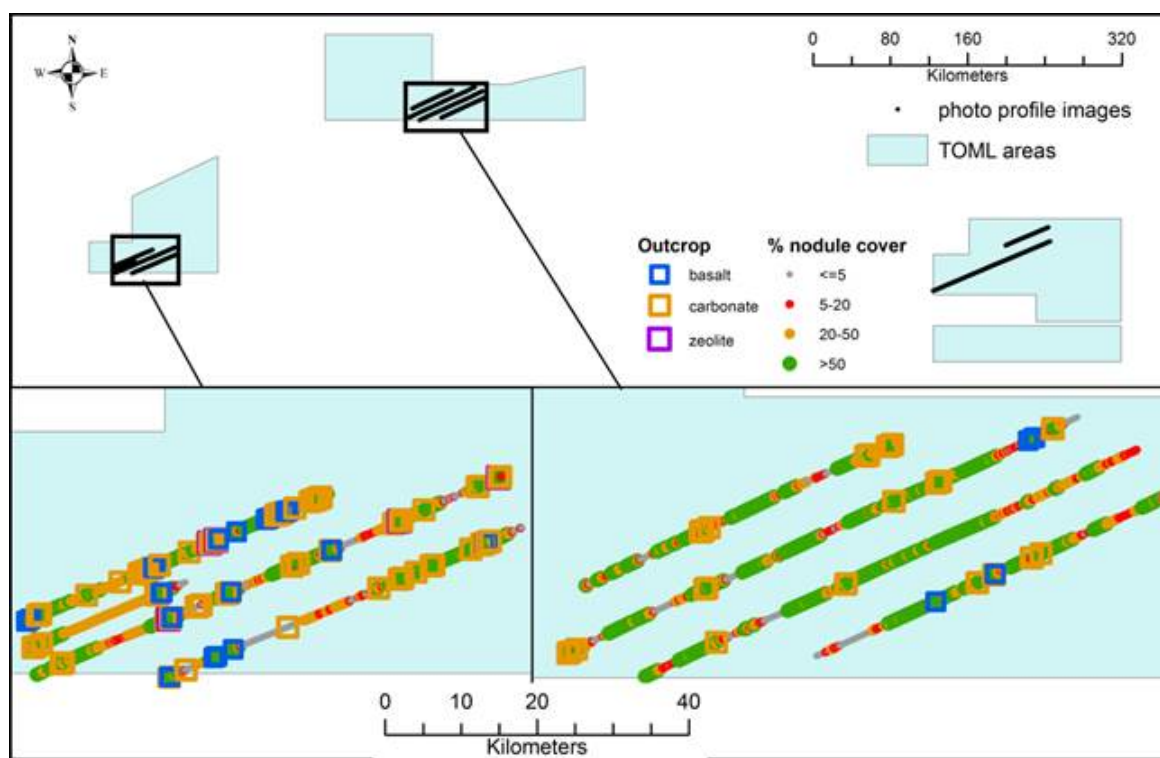 N
W E
S
0 80 160 320
Kilometers
photo profile images
TOML areas
Outcrop
basalt
carbonate
zeolite
% nodule cover
<=5
5-20
20-50
>50
0 10 20 40
Kilometers